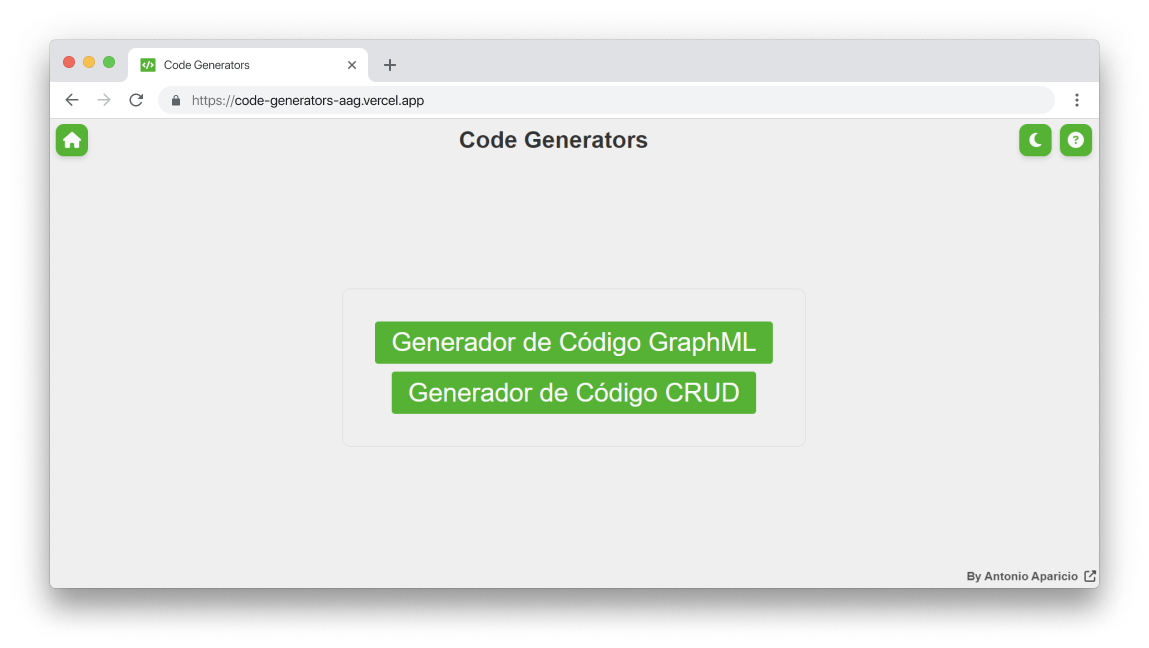 Code Generators
https://code-generators-aag.vercel.app
Code Generators
?
Generador de Código GraphML
Generador de Código CRUD
By Antonio Aparicio